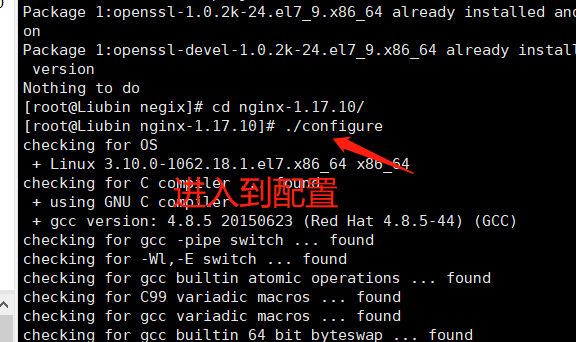 Package 1:openssl-1.0.2k-24.el7_9.x86_64 already installed and
on
Package 1:openssl-devel-1.0.2k-24.el7_9.x86_64 already install
version
Nothing to do
[root@Liubin negix]# cd nginx-1.17.10/
[root@Liubin nginx-1.17.10]# ./configure
checking for OS
+ Linux 3.10.0-1062.18.1.el7.x86_64 x86_64
checking for C compiler ... found
进入到配置
+ using GNU C compiler
+ gcc version: 4.8.5 20150623 (Red Hat 4.8.5-44) (GCC)
checking for gcc -pipe switch ... found
checking for -Wl,-E switch ... found
checking for gcc builtin atomic operations ... found
checking for C99 variadic macros ... found
checking for gcc variadic macros ... found
checking for gcc builtin 64 bit byteswap ... found